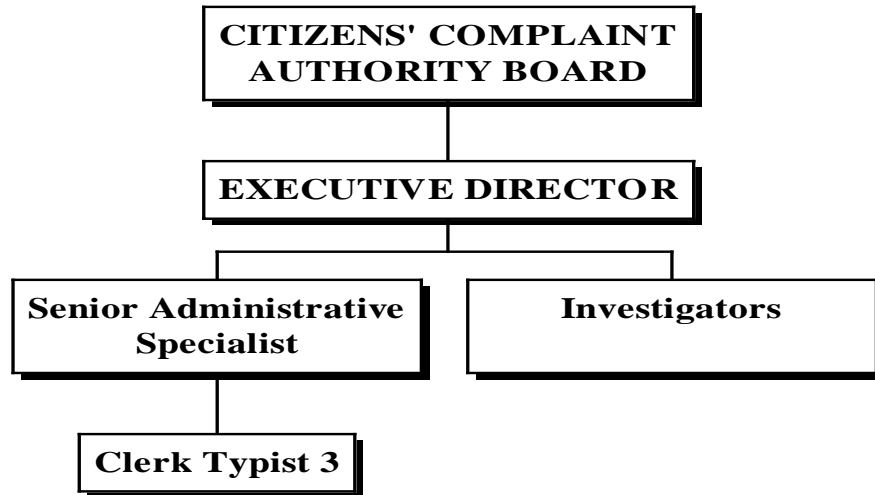 CITIZENS' COMPLAINT
AUTHORITY BOARD
EXECUTIVE DIRECTOR
Senior Administrative
Specialist
Investigators
Clerk Typist 3